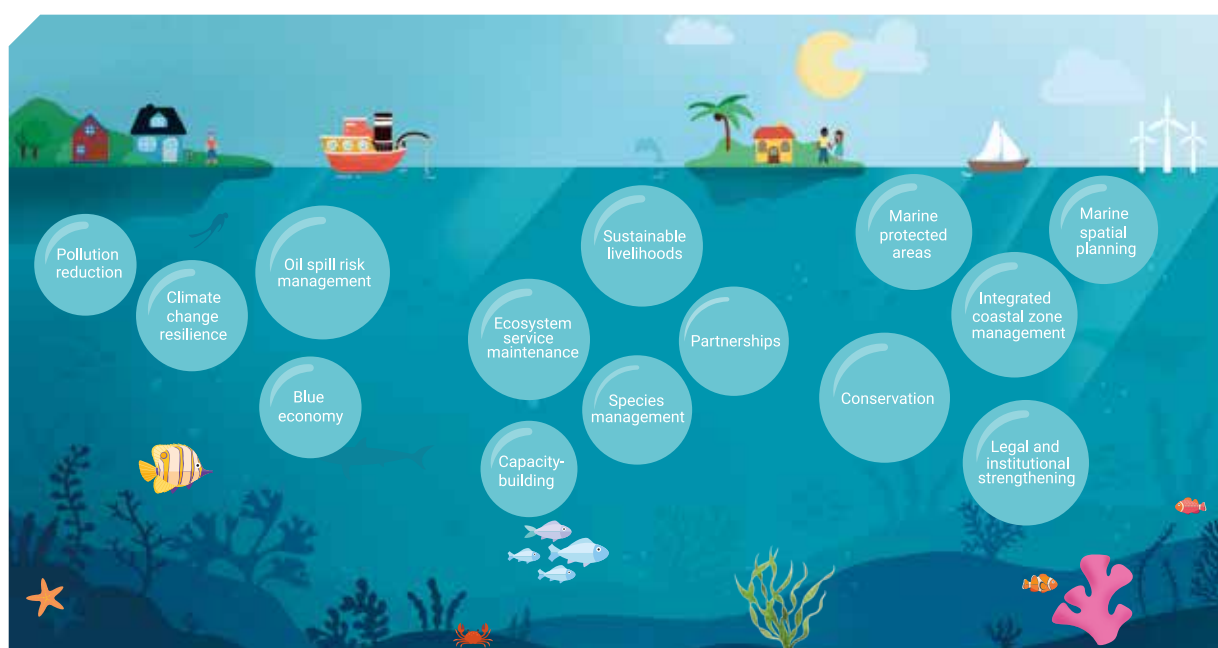 Pollution
reduction
Climate
change
resilience
Oil spill risk
management
Blue
economy
Sustainable
livelihoods
Ecosystem
service
maintenance
Partnerships
Species
management
Capacity-
building
Marine
protected
areas
Marine
spatial
planning
Integrated
coastal zone
management
Conservation
Legal and
institutional
strengthening